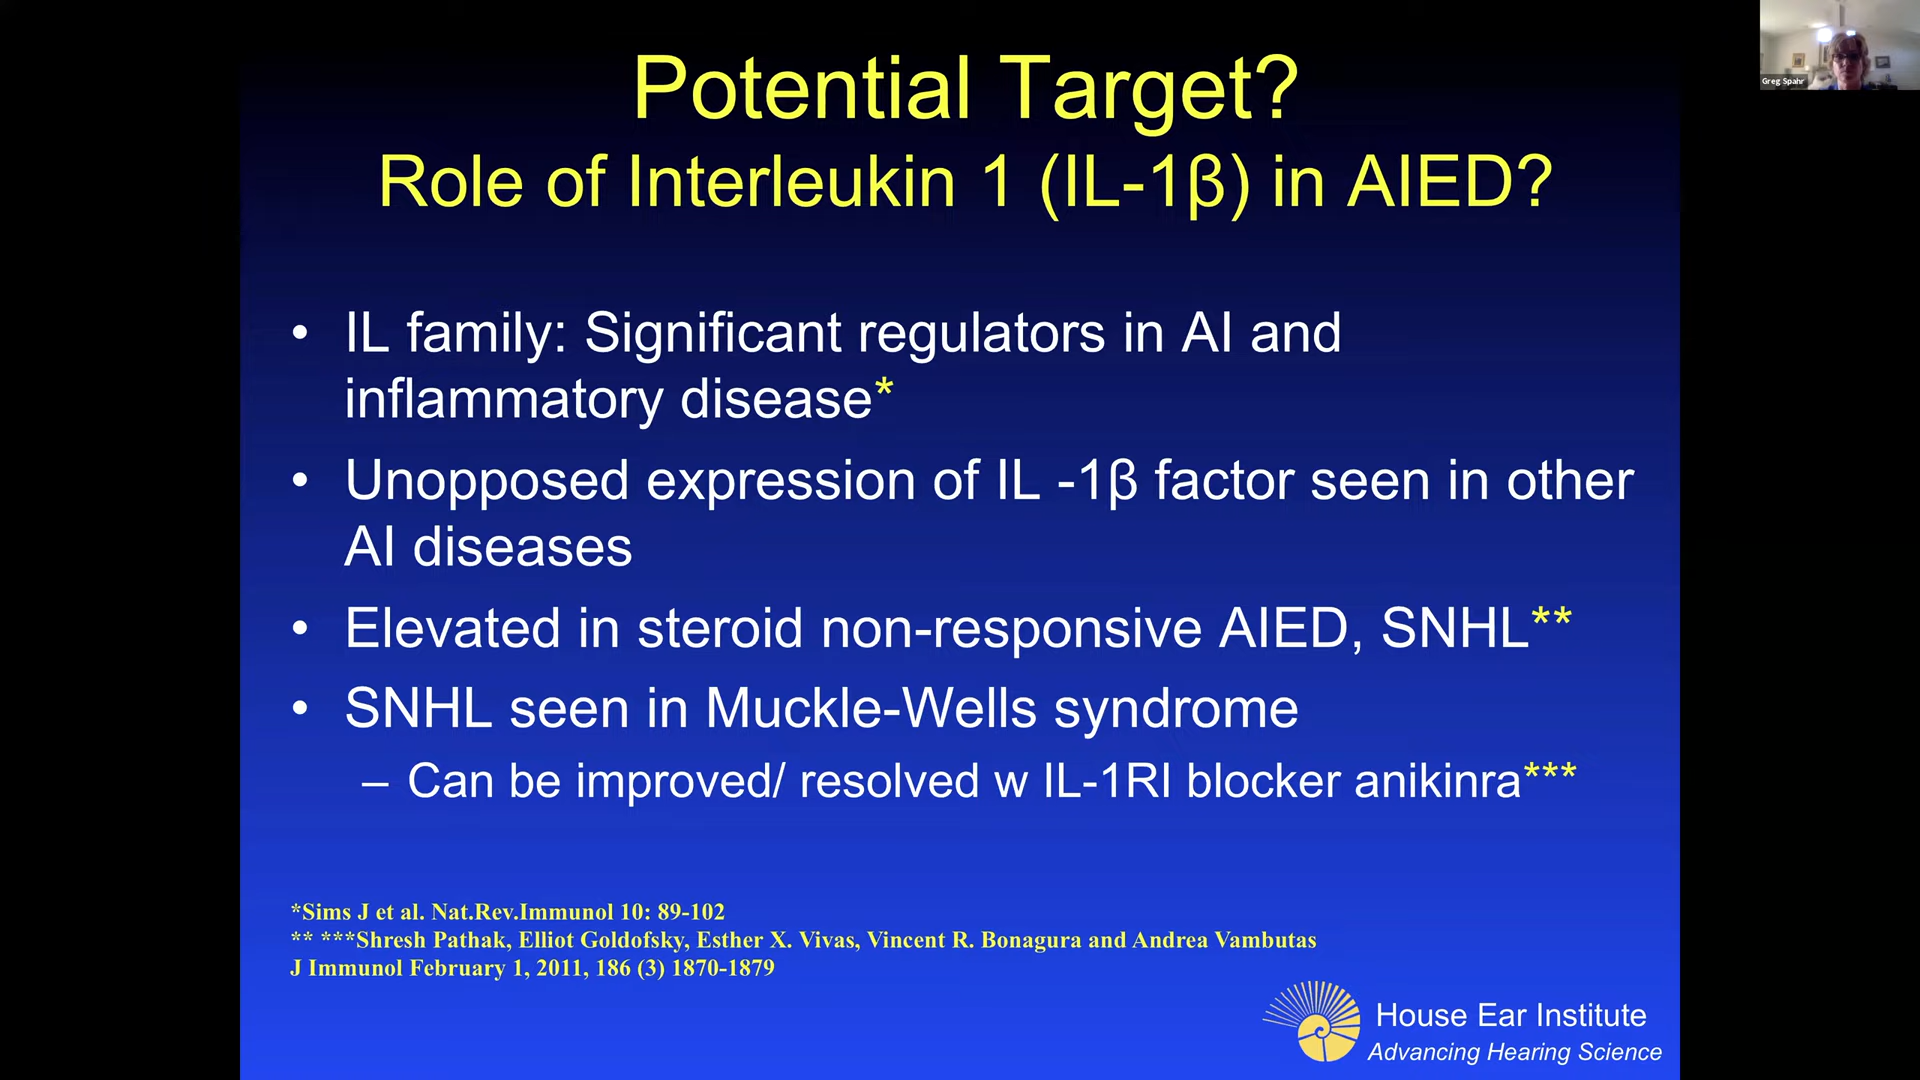 Potential Target?
Role of Interleukin 1 (IL-1β) in AIED?
• IL family: Significant regulators in AI and
inflammatory disease*
• Unopposed expression of IL -1β factor seen in other
AI diseases
• Elevated in steroid non-responsive AIED, SNHL**
• SNHL seen in Muckle-Wells syndrome
– Can be improved/ resolved w IL-1RI blocker anikinra***
*Sims J et al. Nat.Rev.Immunol 10: 89-102
** ***Shresh Pathak, Elliot Goldofsky, Esther X. Vivas, Vincent R. Bonagura and Andrea Vambutas
J Immunol February 1, 2011, 186 (3) 1870-1879
House Ear Institute
Advancing Hearing Science
Greg Spahr